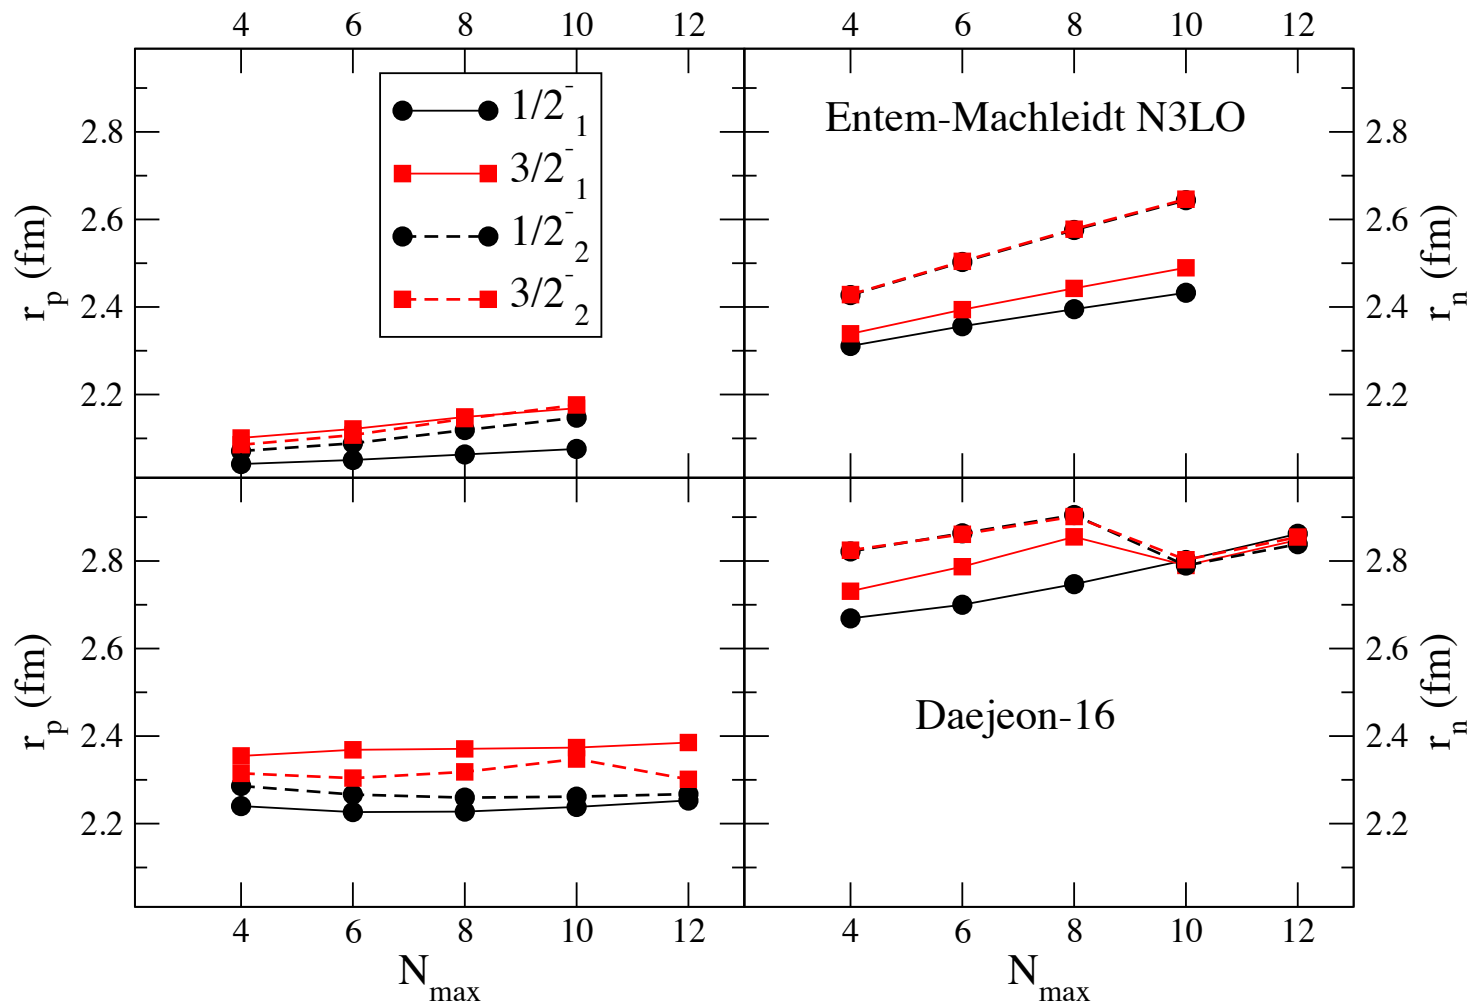 4 6 8 10 12 4 6 8 10 12
1/2⁻₁
3/2⁻₁
1/2⁻₂
3/2⁻₂
Entem-Machleidt N3LO
2.8 2.8
2.6 2.6
2.4 2.4
2.2 2.2
r_p (fm)
r_n (fm)
2.8 2.8
2.6 2.6
2.4 2.4
2.2 2.2
r_p (fm)
r_n (fm)
Daejeon-16
4 6 8 10 12 4 6 8 10 12
N_max N_max